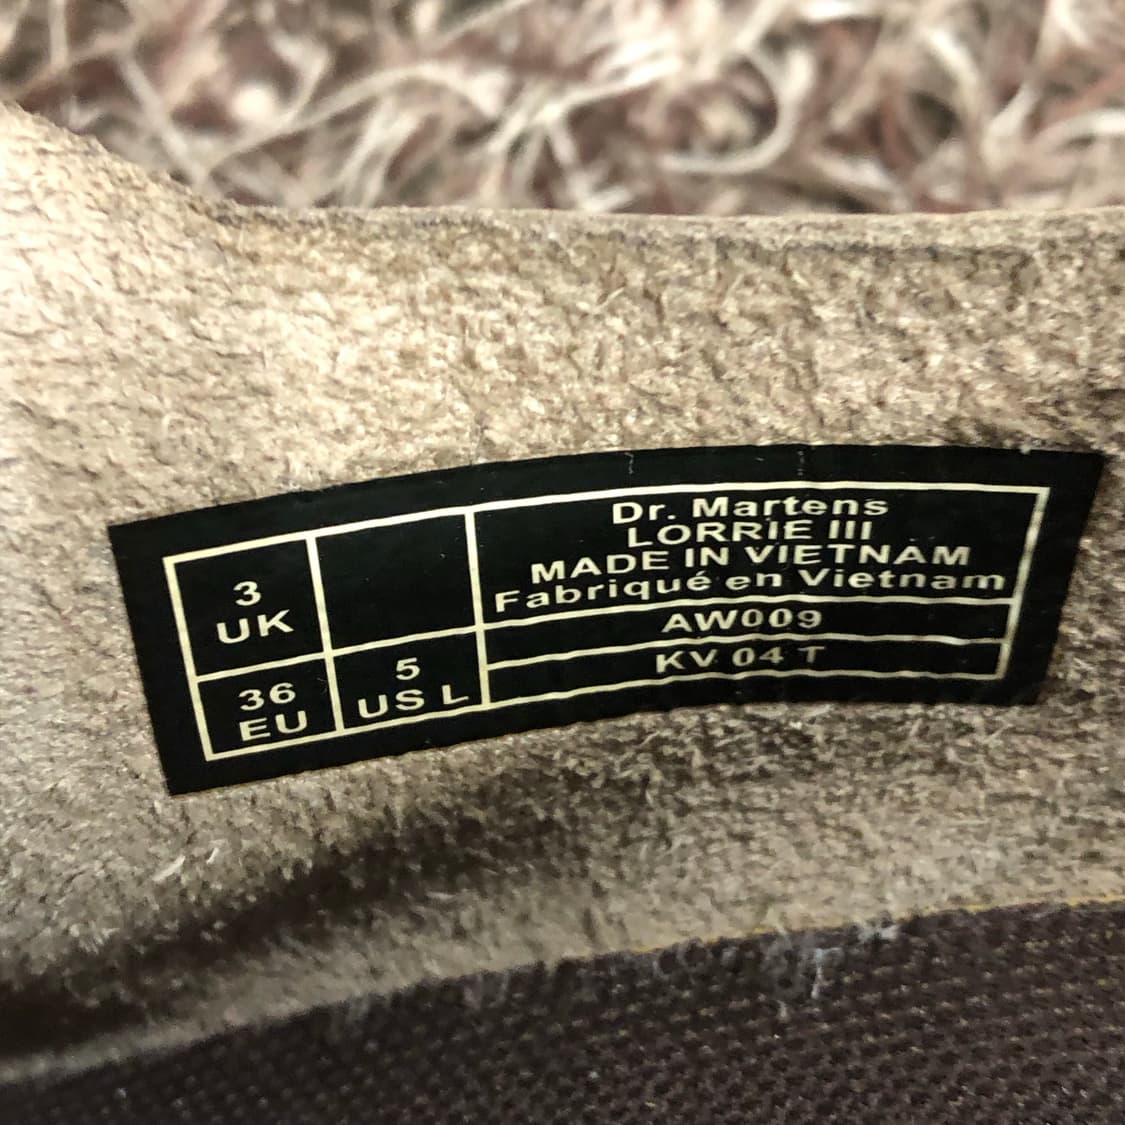 Dr. Martens
LORRIE III
MADE IN VIETNAM
Fabriqué en Vietnam
AW009
KV 04 T
3
UK
36
EU
5
US L